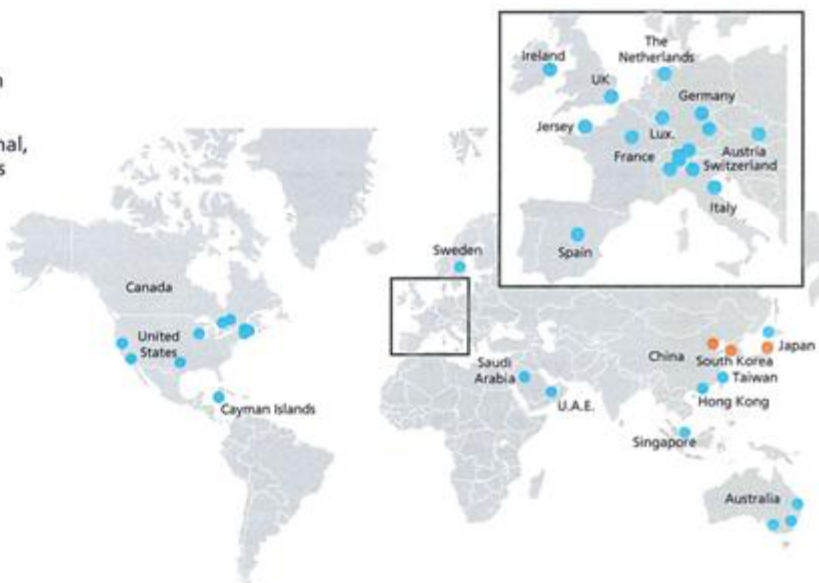 n
nal,
s
Ireland
The
Netherlands
UK
Germany
Jersey
Lux.
France
Austria
Switzerland
Italy
Spain
Sweden
Canada
United
States
Cayman Islands
Saudi
Arabia
U.A.E.
China
South Korea
Japan
Taiwan
Hong Kong
Singapore
Australia